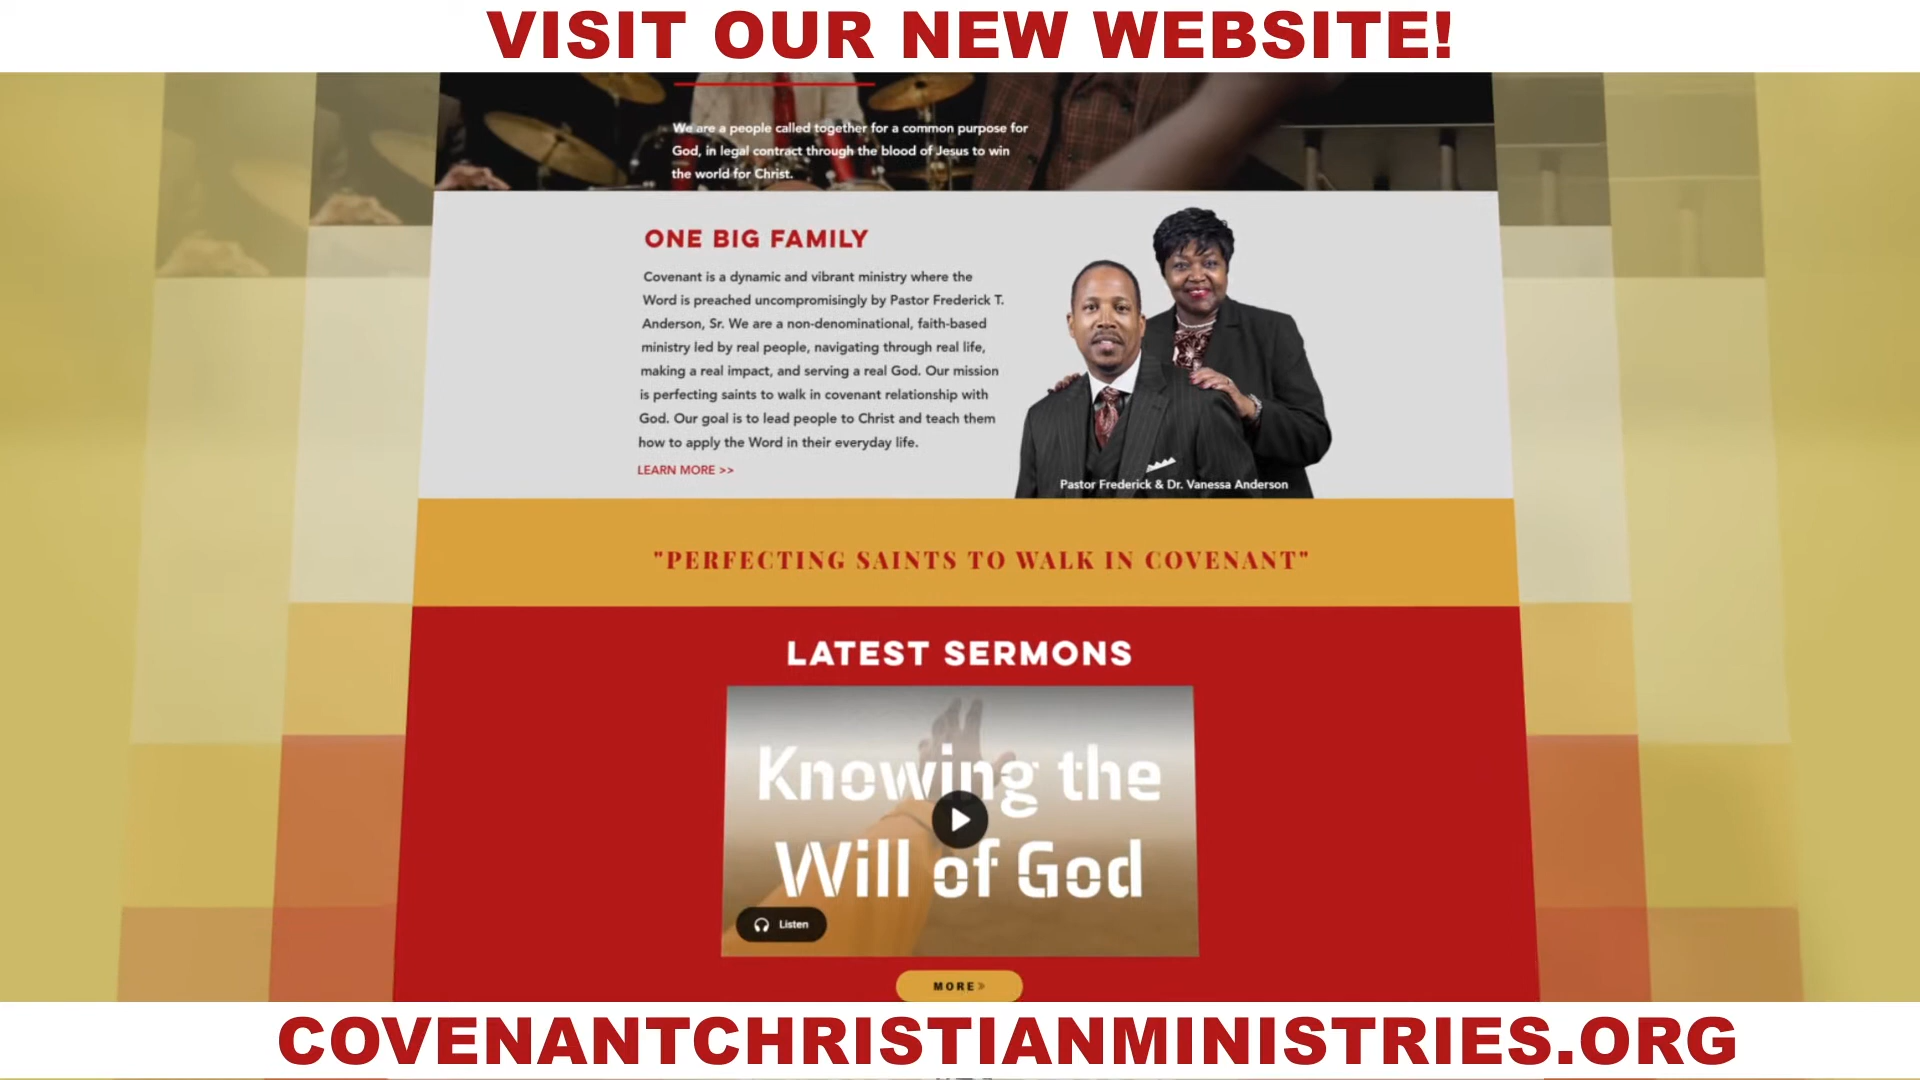 VISIT OUR NEW WEBSITE!
We are a people called together for a common purpose for
God, in legal contract through the blood of Jesus to win
the world for Christ.
ONE BIG FAMILY
Covenant is a dynamic and vibrant ministry where the
Word is preached uncompromisingly by Pastor Frederick T.
Anderson, Sr. We are a non-denominational, faith-based
ministry led by real people, navigating through real life,
making a real impact, and serving a real God. Our mission
is perfecting saints to walk in covenant relationship with
God. Our goal is to lead people to Christ and teach them
how to apply the Word in their everyday life.
LEARN MORE >>
Pastor Frederick & Dr. Vanessa Anderson
"PERFECTING SAINTS TO WALK IN COVENANT"
LATEST SERMONS
Knowing the
Will of God
Listen
MORE»
COVENANTCHRISTIANMINISTRIES.ORG